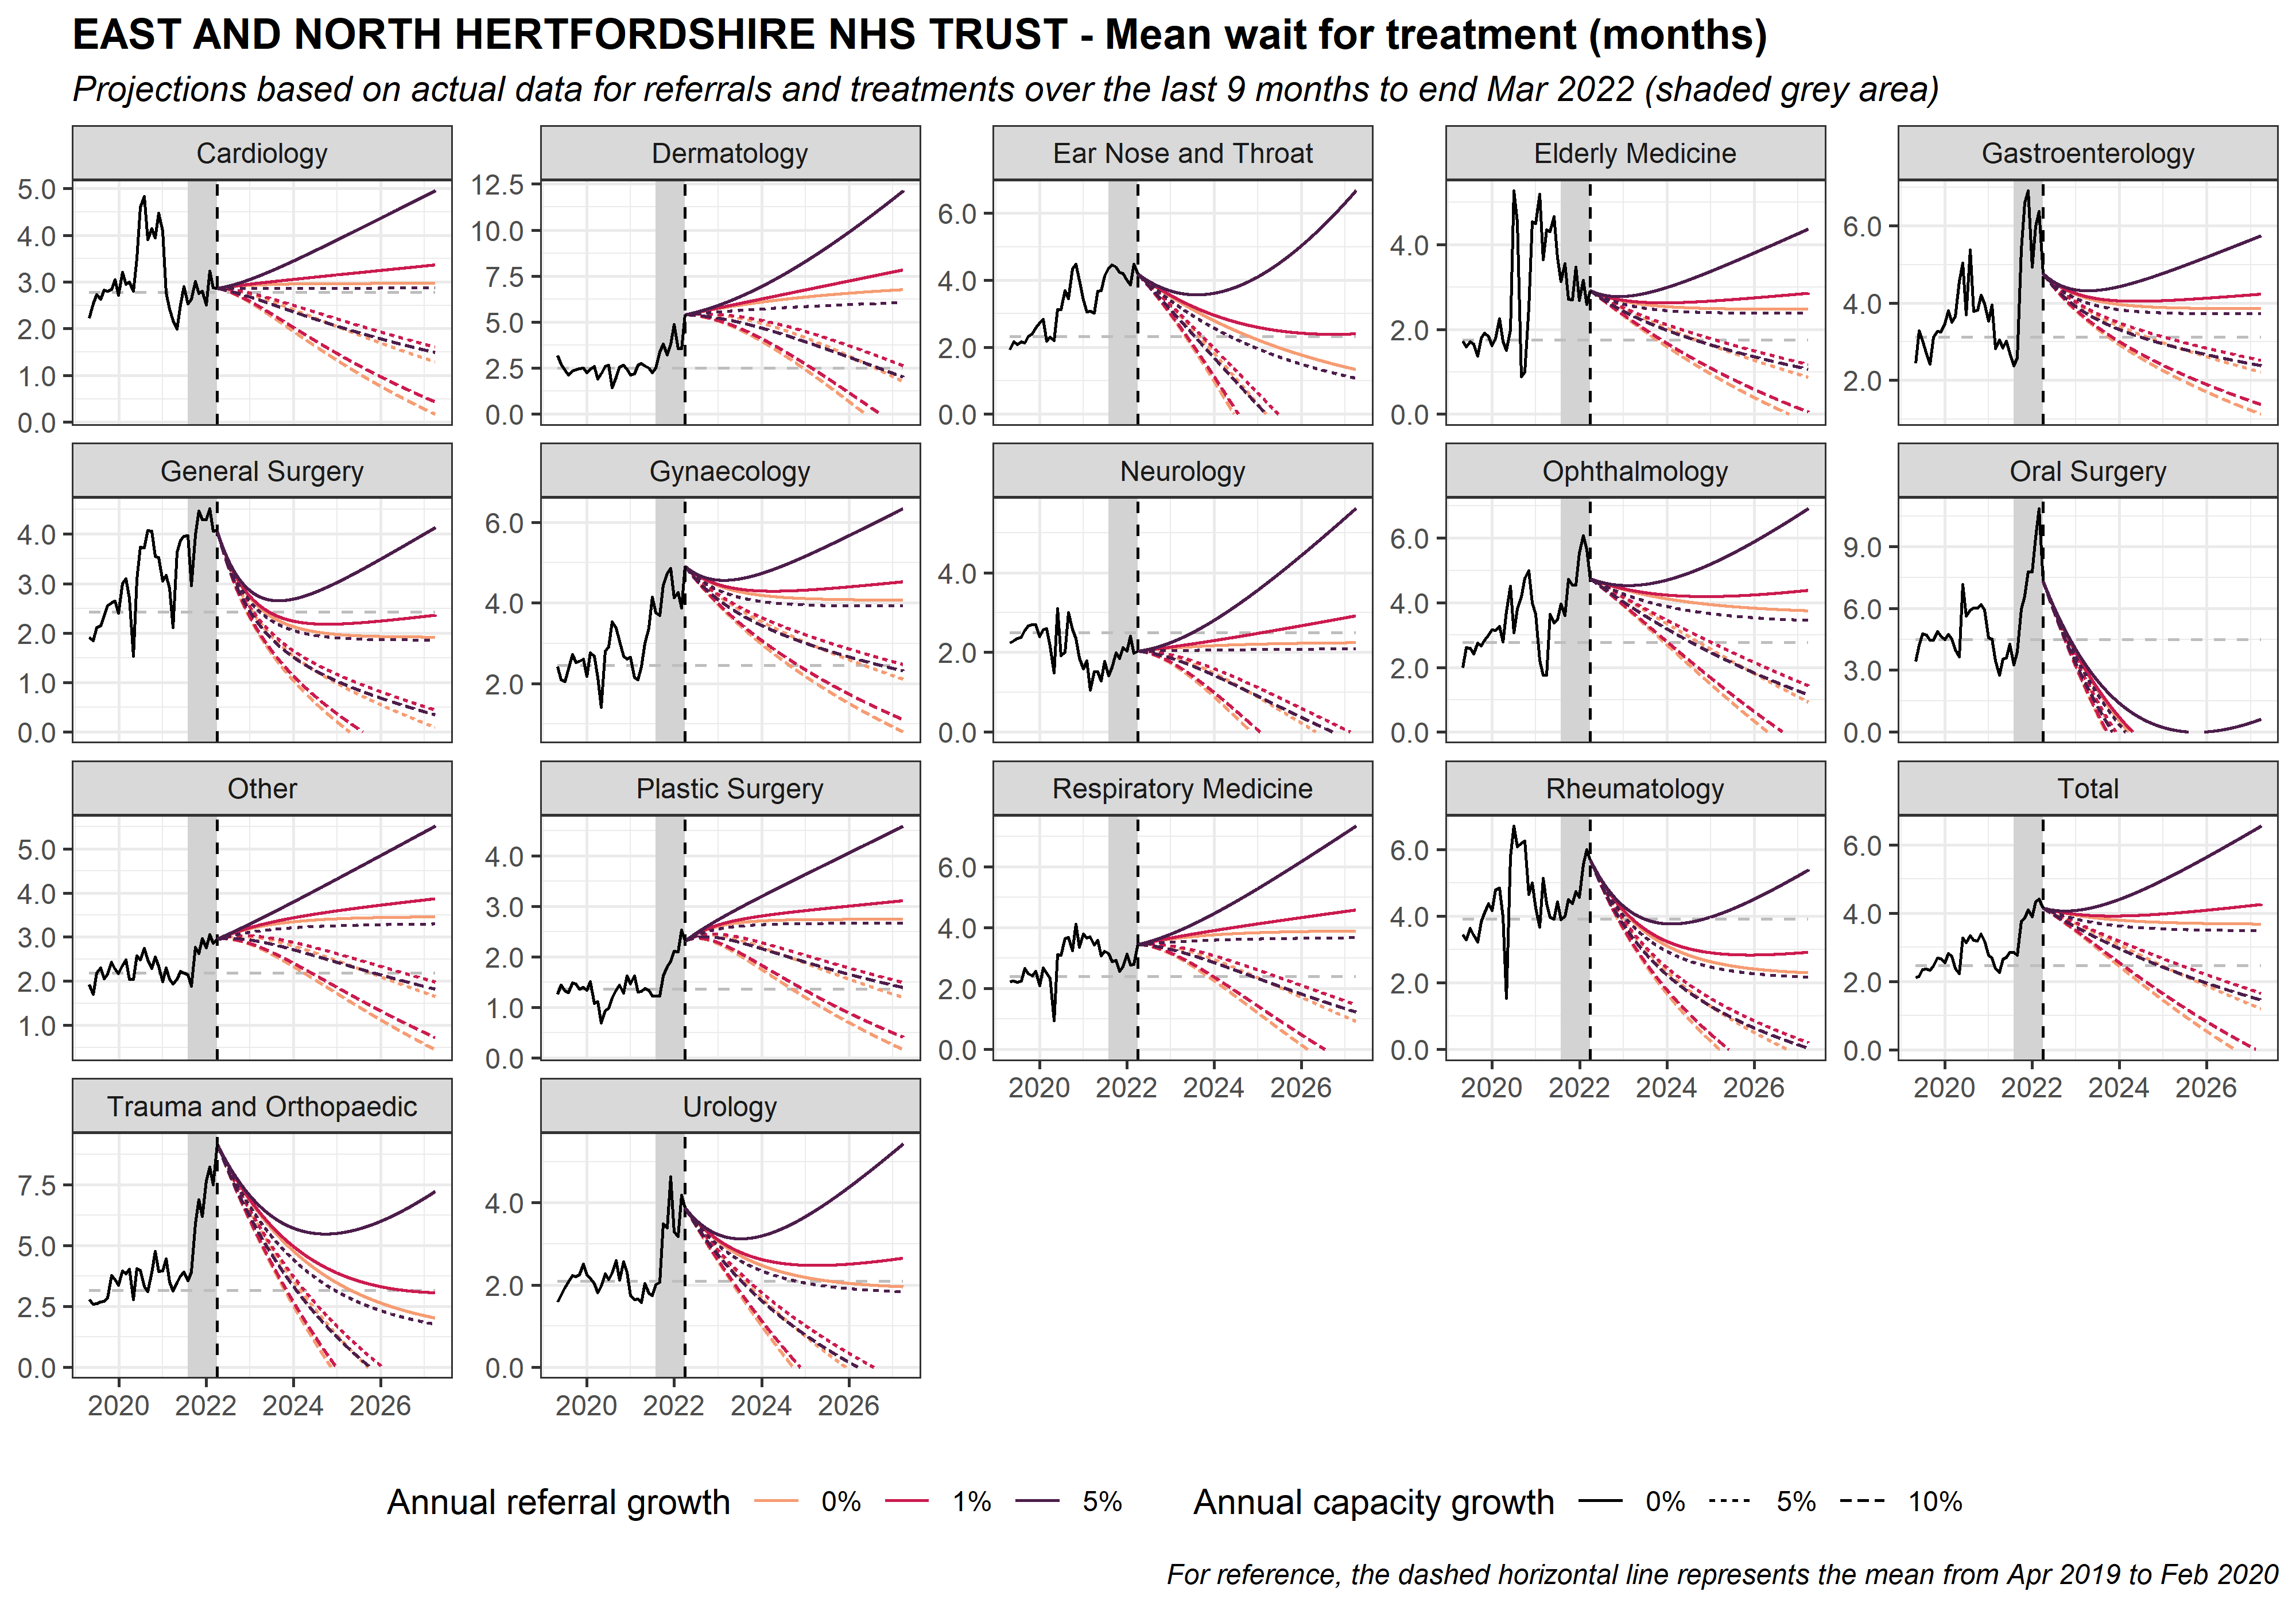 EAST AND NORTH HERTFORDSHIRE NHS TRUST - Mean wait for treatment (months)
Projections based on actual data for referrals and treatments over the last 9 months to end Mar 2022 (shaded grey area)
Cardiology
5.0
4.0
3.0
2.0
1.0
0.0
Dermatology
12.5
10.0
7.5
5.0
2.5
0.0
Ear Nose and Throat
6.0
4.0
2.0
0.0
Elderly Medicine
4.0
2.0
0.0
Gastroenterology
6.0
4.0
2.0
General Surgery
4.0
3.0
2.0
1.0
0.0
Gynaecology
6.0
4.0
2.0
Neurology
4.0
2.0
0.0
Ophthalmology
6.0
4.0
2.0
0.0
Oral Surgery
9.0
6.0
3.0
0.0
Other
5.0
4.0
3.0
2.0
1.0
Plastic Surgery
4.0
3.0
2.0
1.0
0.0
Respiratory Medicine
6.0
4.0
2.0
0.0
2020 2022 2024 2026
Rheumatology
6.0
4.0
2.0
0.0
2020 2022 2024 2026
Total
6.0
4.0
2.0
0.0
2020 2022 2024 2026
Trauma and Orthopaedic
7.5
5.0
2.5
0.0
2020 2022 2024 2026
Urology
4.0
2.0
0.0
2020 2022 2024 2026
Annual referral growth 0% 1% 5% Annual capacity growth 0% 5% 10%
For reference, the dashed horizontal line represents the mean from Apr 2019 to Feb 2020